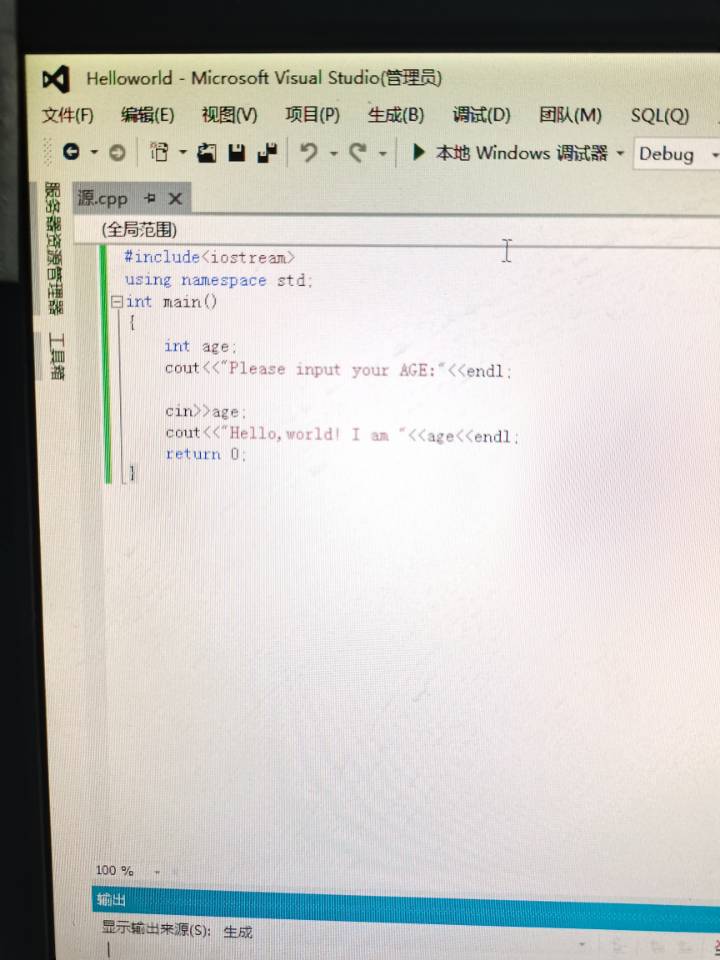 Helloworld - Microsoft Visual Studio(管理员)
文件(F) 编辑(E) 视图(V) 项目(P) 生成(B) 调试(D) 团队(M) SQL(Q)
本地 Windows 调试器 Debug
服务器资源管理器
工具箱
源.cpp
(全局范围)
#include<iostream>
using namespace std;
int main()
{
int age;
cout<<"Please input your AGE:"<<endl;
cin>>age;
cout<<"Hello,world! I am "<<age<<endl;
return 0;
}
100 %
输出
显示输出来源(S): 生成